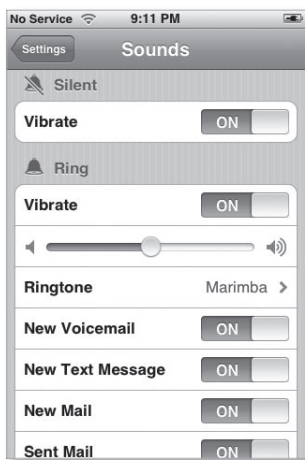 No Service 9:11 PM
Settings Sounds
Silent
Vibrate ON
Ring
Vibrate ON
Ringtone Marimba >
New Voicemail ON
New Text Message ON
New Mail ON
Sent Mail ON